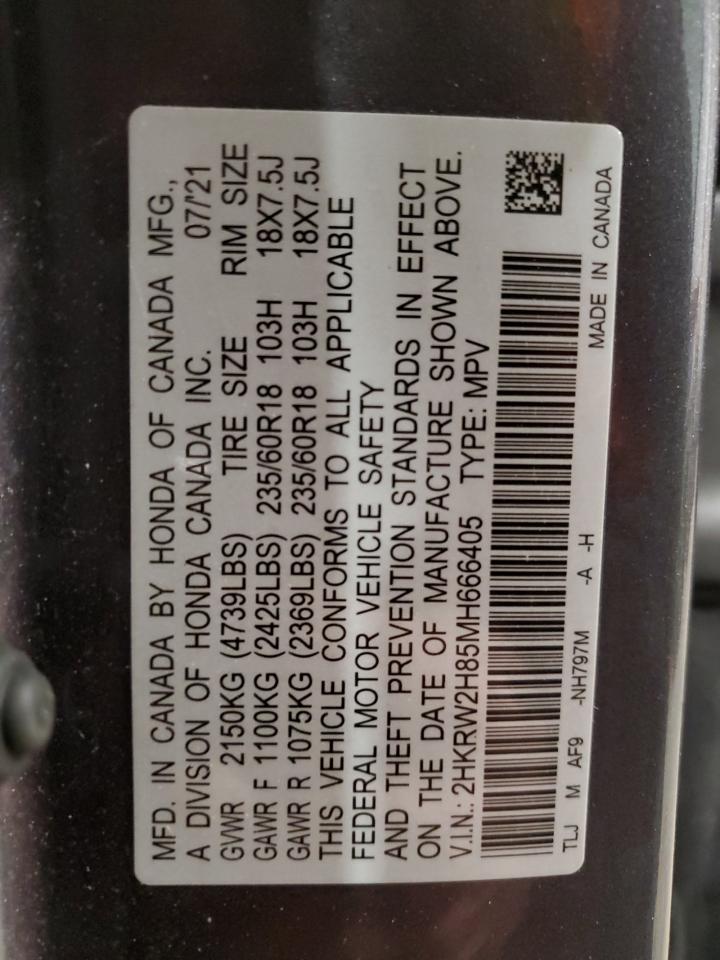 MFD. IN CANADA BY HONDA OF CANADA MFG.,
A DIVISION OF HONDA CANADA INC. 07/'21
GVWR 2150KG (4739LBS) TIRE SIZE RIM SIZE
GAWR F 1100KG (2425LBS) 235/60R18 103H 18X7.5J
GAWR R 1075KG (2369LBS) 235/60R18 103H 18X7.5J
THIS VEHICLE CONFORMS TO ALL APPLICABLE
FEDERAL MOTOR VEHICLE SAFETY
AND THEFT PREVENTION STANDARDS IN EFFECT
ON THE DATE OF MANUFACTURE SHOWN ABOVE.
V.I.N.: 2HKRW2H85MH666405 TYPE: MPV
TLJ M AF9 -NH797M -A -H MADE IN CANADA